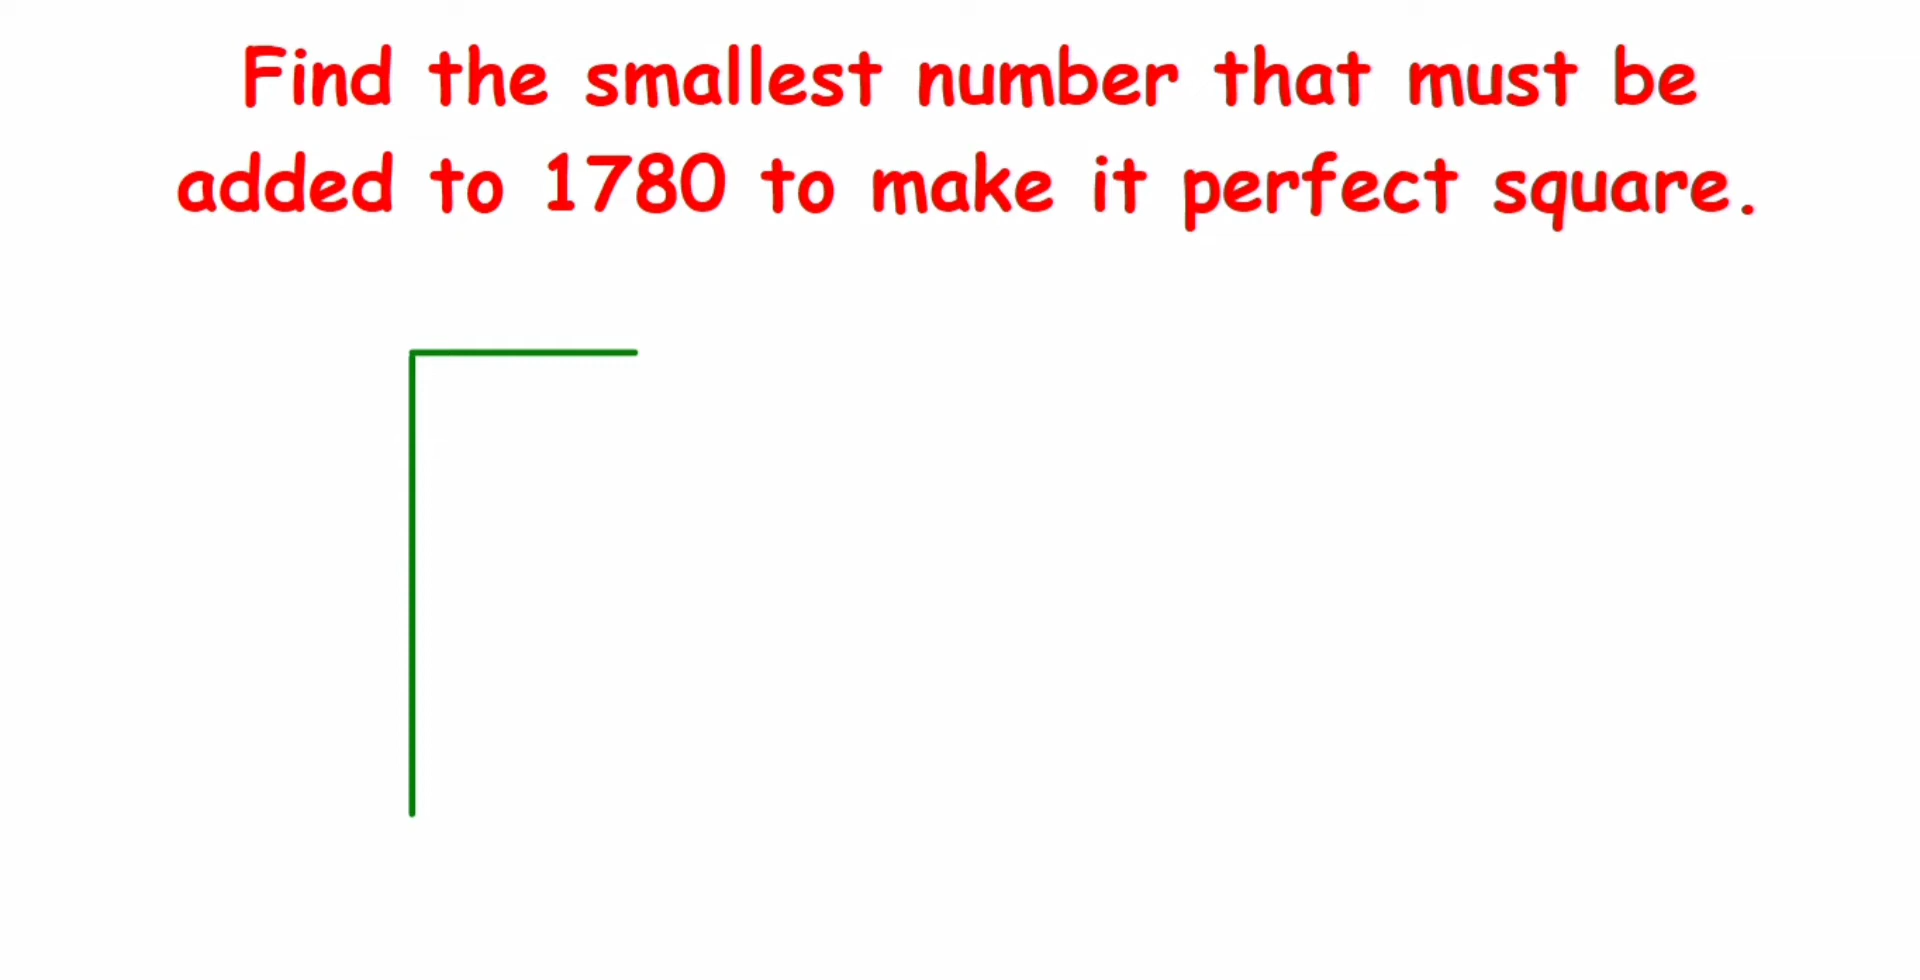 Find the smallest number that must be
added to 1780 to make it perfect square.